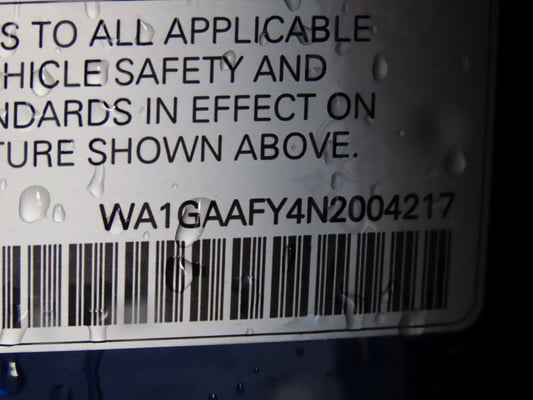 S TO ALL APPLICABLE
HICLE SAFETY AND
NDARDS IN EFFECT ON
TURE SHOWN ABOVE.
WA1GAAFY4N2004217